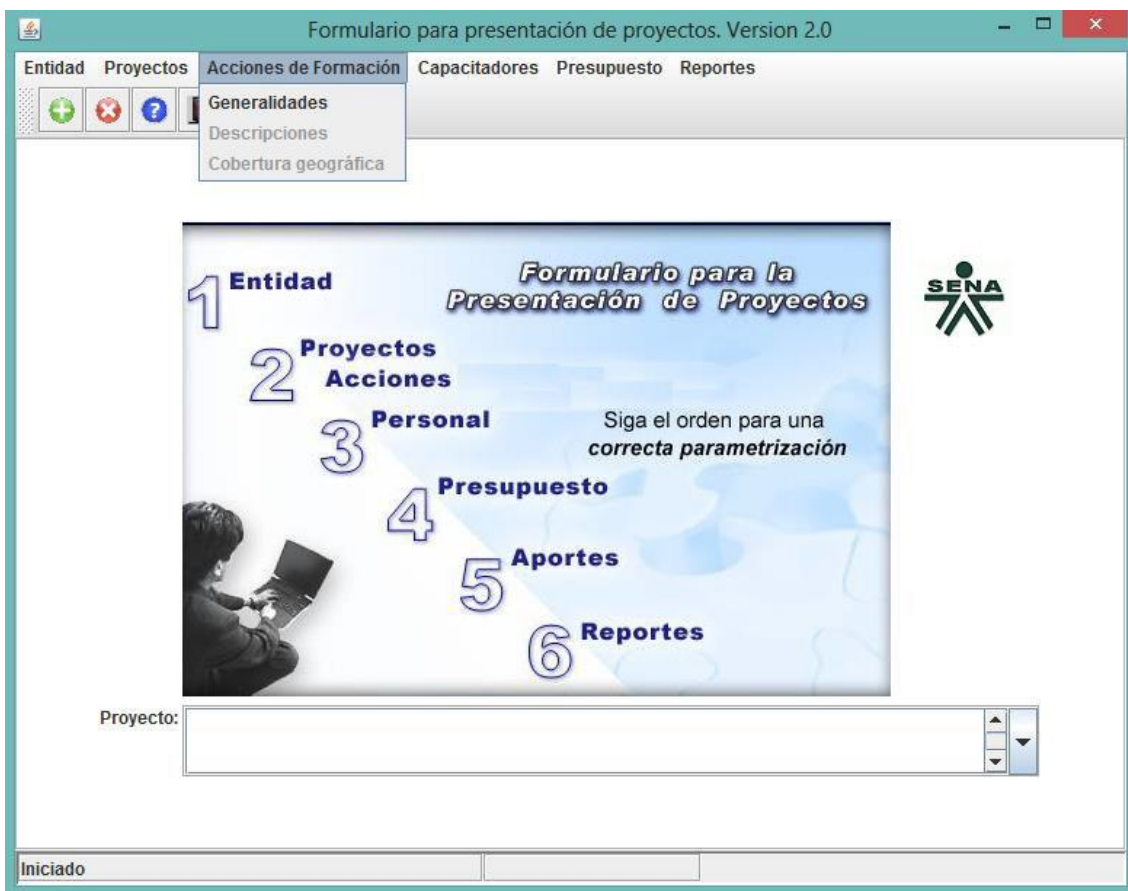 Formulario para presentación de proyectos. Version 2.0
Entidad Proyectos Acciones de Formación Capacitadores Presupuesto Reportes
Generalidades
Descripciones
Cobertura geográfica
1 Entidad
Formulario para la
Presentación de Proyectos
SENA
2 Proyectos
Acciones
3 Personal
Siga el orden para una
correcta parametrización
4 Presupuesto
5 Aportes
6 Reportes
Proyecto:
Iniciado